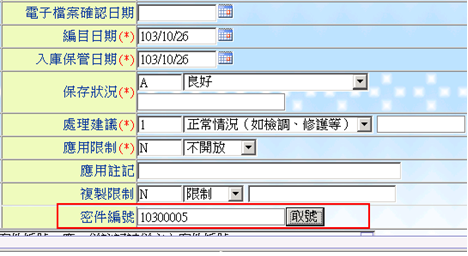 電子檔案確認日期
編目日期(*) 103/10/26
入庫保管日期(*) 103/10/26
保存狀況(*) A 良好
處理建議(*) 1 正常情況（如檢調、修護等）
應用限制(*) N 不開放
應用註記
複製限制 N 限制
密件編號 10300005 取號